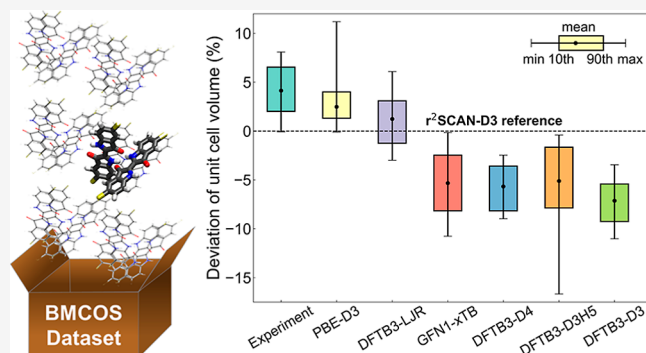 BMCOS
Dataset
Deviation of unit cell volume (%)
10
5
0
−5
−10
−15
mean
min 10th 90th max
r²SCAN-D3 reference
Experiment
PBE-D3
DFTB3-LJR
GFN1-xTB
DFTB3-D4
DFTB3-D3H5
DFTB3-D3